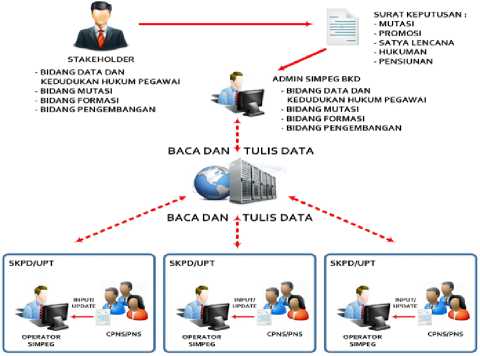 SURAT KEPUTUSAN :
- MUTASI
- PROMOSI
- SATYA LENCANA
- HUKUMAN
- PENSIUNAN
STAKEHOLDER
- BIDANG DATA DAN
KEDUDUKAN HUKUM PEGAWAI
- BIDANG MUTASI
- BIDANG FORMASI
- BIDANG PENGEMBANGAN
ADMIN SIMPEG BKD
- BIDANG DATA DAN
KEDUDUKAN HUKUM PEGAWAI
- BIDANG MUTASI
- BIDANG FORMASI
- BIDANG PENGEMBANGAN
BACA DAN TULIS DATA
BACA DAN TULIS DATA
SKPD/UPT
INPUT/
UPDATE
OPERATOR
SIMPEG
CPNS/PNS
SKPD/UPT
INPUT/
UPDATE
OPERATOR
SIMPEG
CPNS/PNS
SKPD/UPT
INPUT/
UPDATE
OPERATOR
SIMPEG
CPNS/PNS